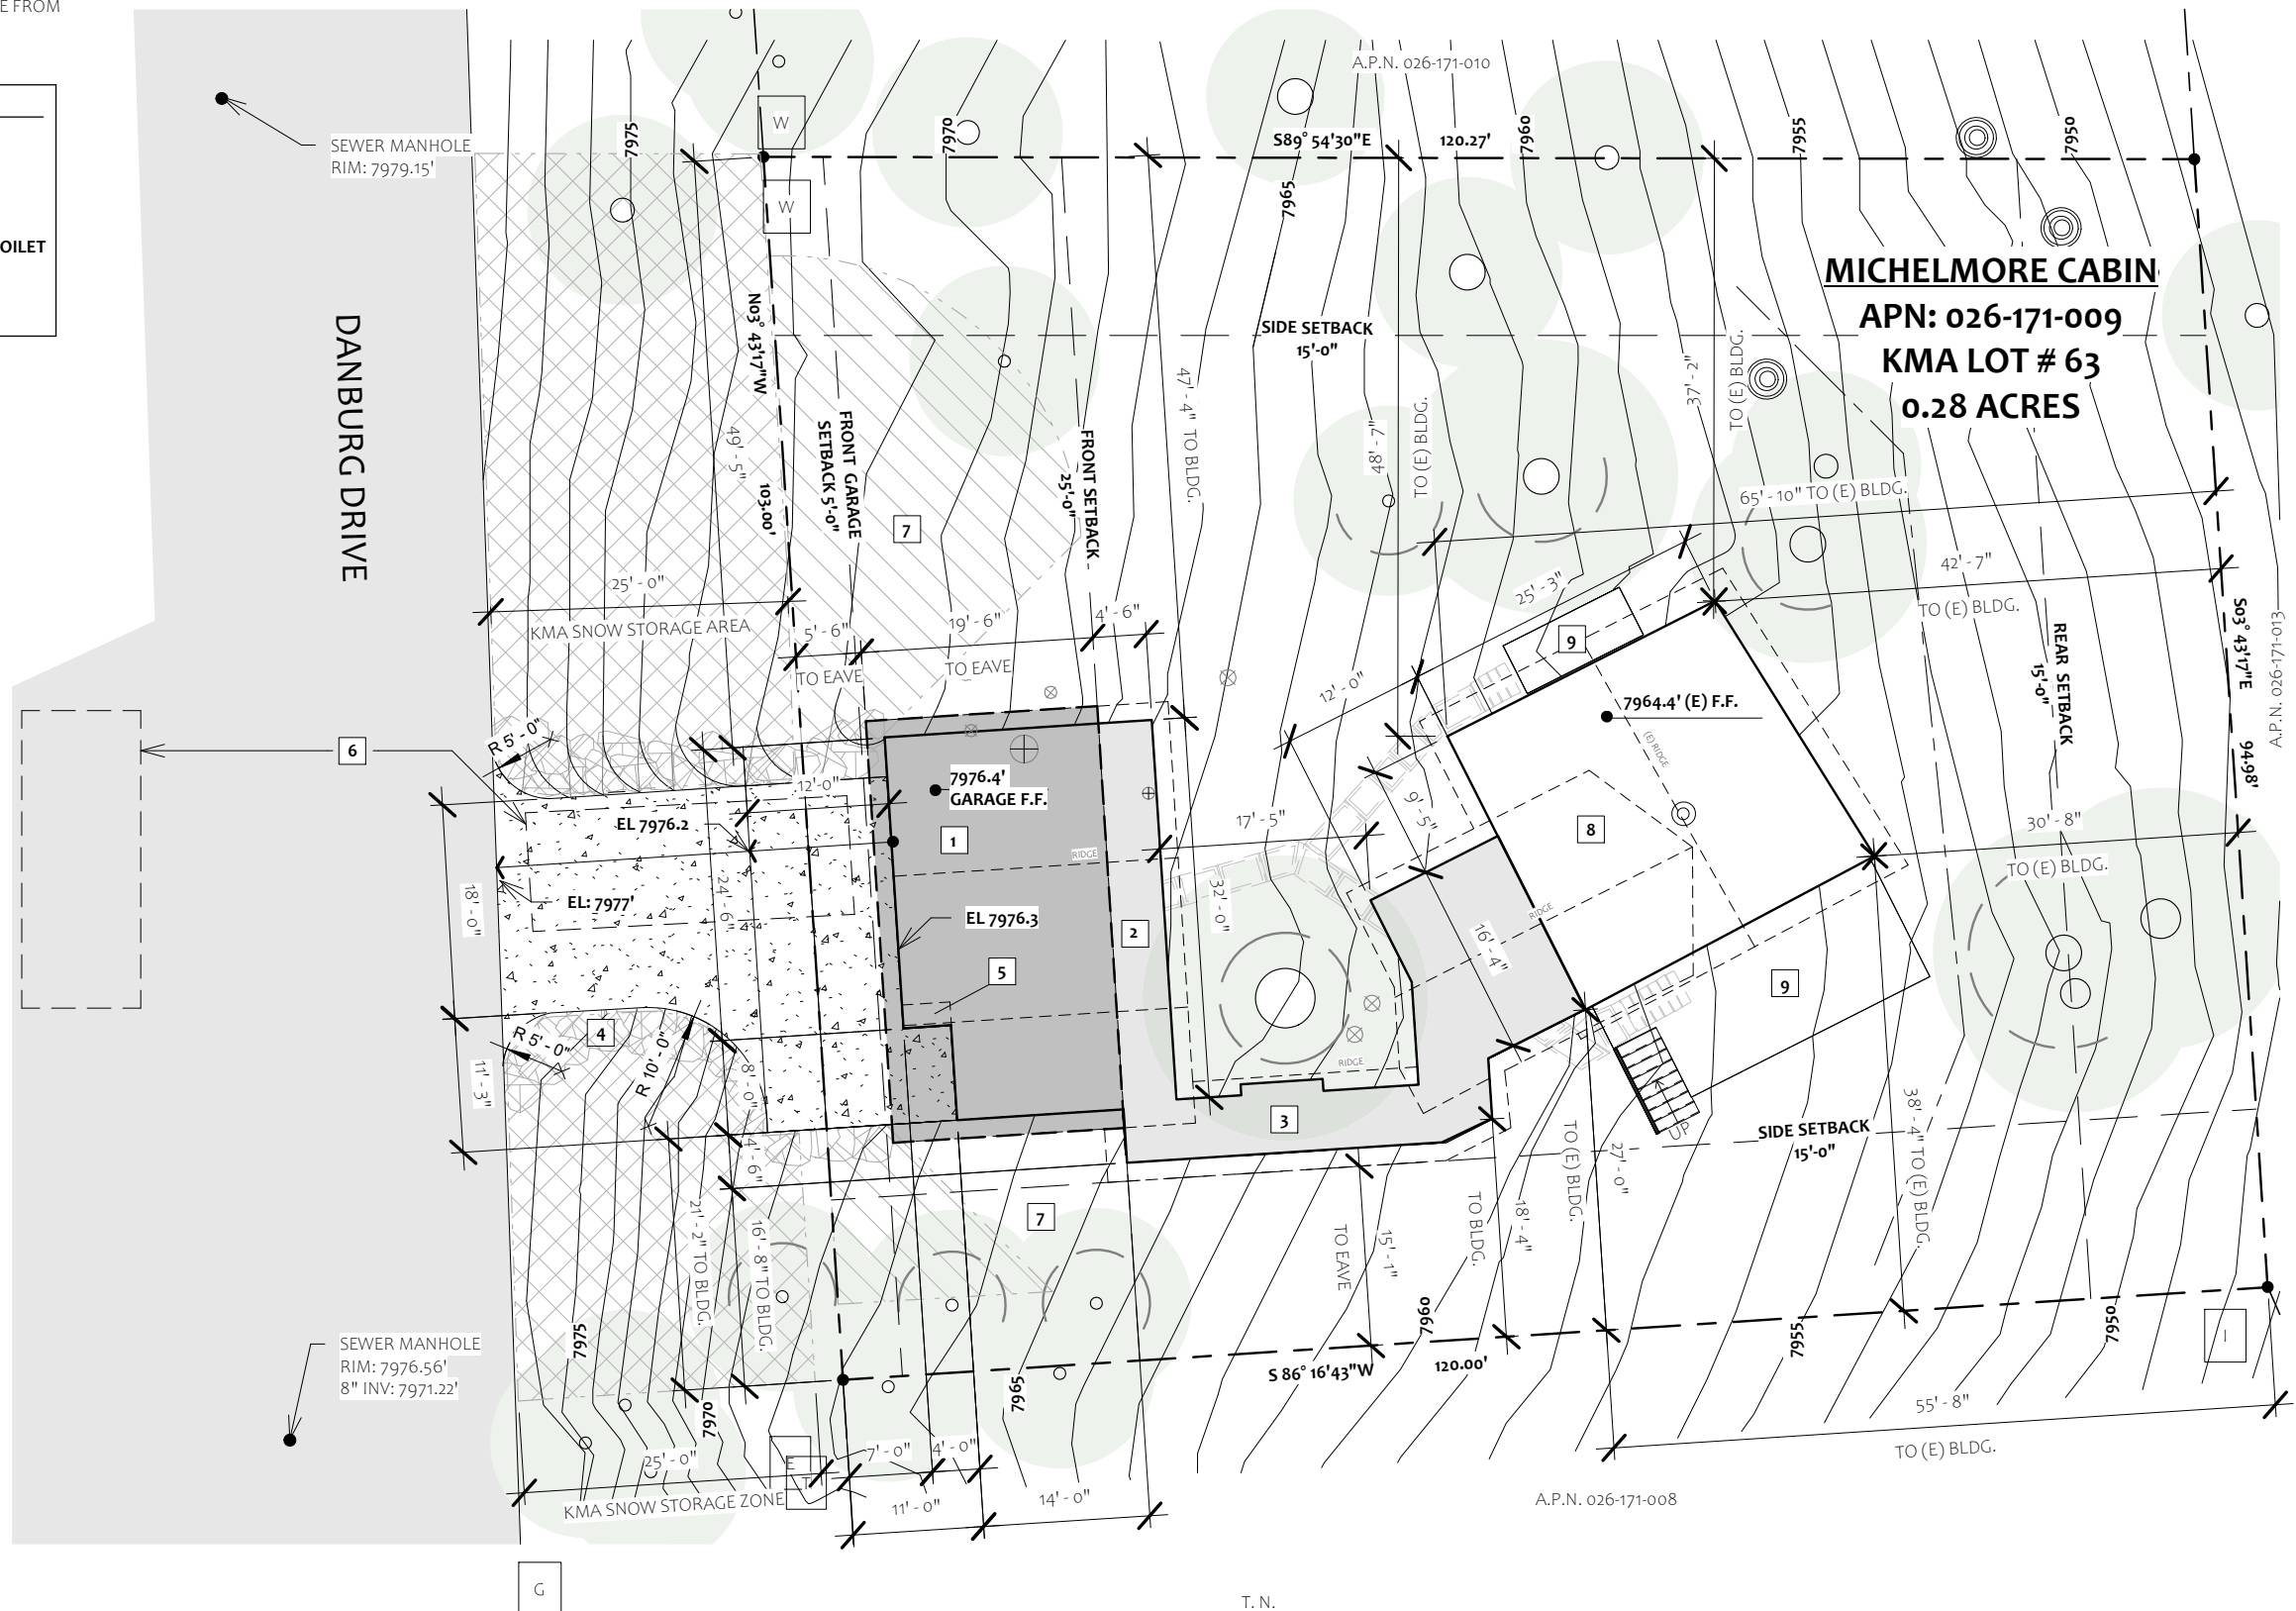 E FROM
OILET
SEWER MANHOLE
RIM: 7979.15'
DANBURG DRIVE
7975
W
W
7970
A.P.N. 026-171-010
S89° 54'30"E
120.27'
7965
7960
7955
7950
MICHELMORE CABIN
APN: 026-171-009
KMA LOT # 63
0.28 ACRES
SIDE SETBACK
15'-0"
N03° 43'17"W
103.00'
49' - 5"
FRONT GARAGE
SETBACK 5'-0"
7
FRONT SETBACK
25'-0"
47' - 4" TO BLDG.
48' - 7"
TO (E) BLDG.
37' - 2"
TO (E) BLDG.
65' - 10" TO (E) BLDG.
42' - 7"
TO (E) BLDG.
25' - 0"
KMA SNOW STORAGE AREA
5' - 6"
TO EAVE
19' - 6"
TO EAVE
4' - 6"
25' - 3"
12' - 0"
9
S03° 43'17"E
94.98'
A.P.N. 026-171-013
REAR SETBACK
15'-0"
7964.4' (E) F.F.
(E) RIDGE
6
R 5' - 0"
12'-0"
7976.4'
GARAGE F.F.
EL 7976.2
1
RIDGE
17' - 5"
9' - 5"
8
30' - 8"
TO (E) BLDG.
18' - 0"
EL: 7977'
24' - 6"
EL 7976.3
2
32' - 0"
RIDGE
16' - 4"
5
9
4
R 5' - 0"
R 10' - 0"
11' - 3"
8' - 0"
RIDGE
3
UP
SIDE SETBACK
15'-0"
4' - 6"
21' - 2" TO BLDG.
16' - 8" TO BLDG.
7
TO EAVE
15' - 1"
TO BLDG.
18' - 4"
TO (E) BLDG.
27' - 0"
38' - 4" TO (E) BLDG.
SEWER MANHOLE
RIM: 7976.56'
8" INV: 7971.22'
7975
7970
7965
7960
7955
7950
S 86° 16'43"W
120.00'
I
25' - 0"
KMA SNOW STORAGE ZONE
E
T
7' - 0"
4' - 0"
11' - 0"
14' - 0"
55' - 8"
TO (E) BLDG.
A.P.N. 026-171-008
G
T. N.